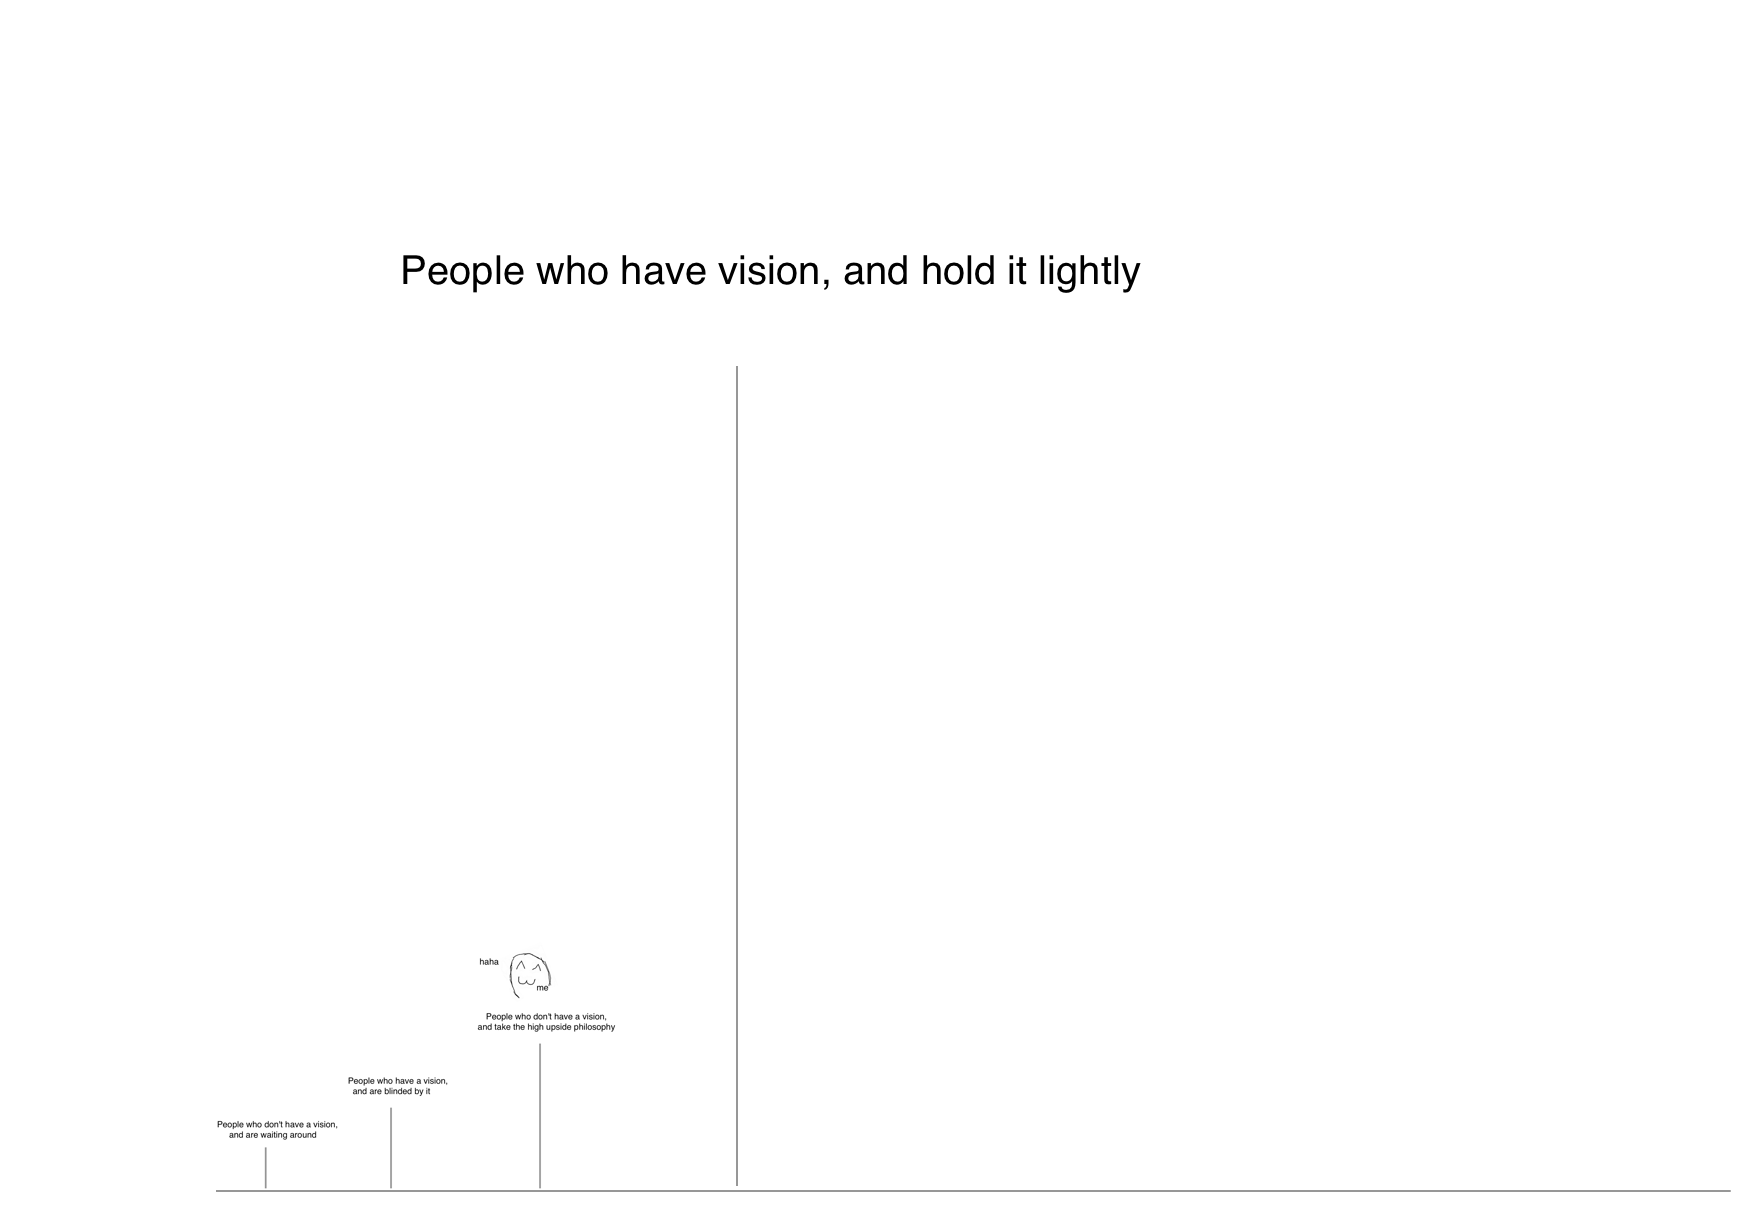 People who have vision, and hold it lightly
haha
me
People who don't have a vision,
and take the high upside philosophy
People who have a vision,
and are blinded by it
People who don't have a vision,
and are waiting around